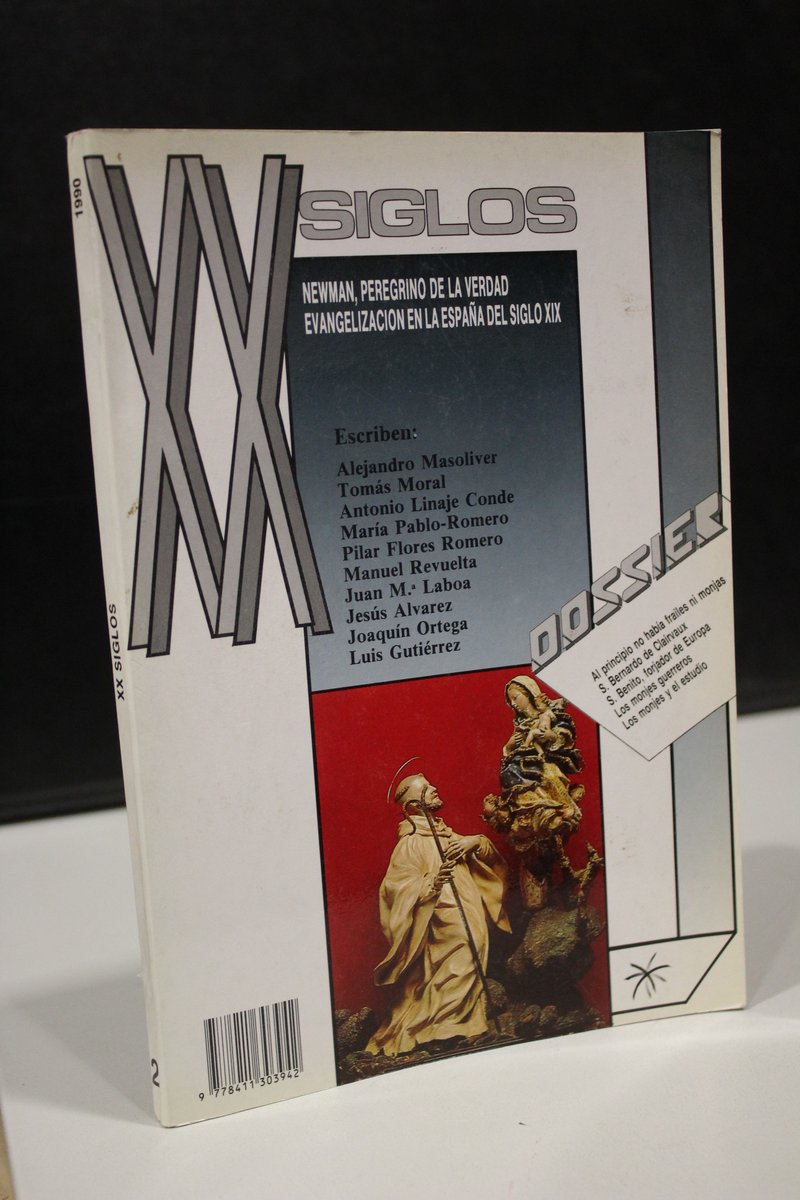 1990
XX SIGLOS
NEWMAN, PEREGRINO DE LA VERDAD
EVANGELIZACION EN LA ESPAÑA DEL SIGLO XIX
Escriben:
Alejandro Masoliver
Tomás Moral
Antonio Linaje Conde
María Pablo-Romero
Pilar Flores Romero
Manuel Revuelta
Juan M.ª Laboa
Jesús Alvarez
Joaquín Ortega
Luis Gutiérrez
DOSSIER
Al principio no había frailes ni monjas
S. Bernardo de Clairvaux
S. Benito, forjador de Europa
Los monjes guerreros
Los monjes y el estudio
XX SIGLOS
2
9 778411 303942